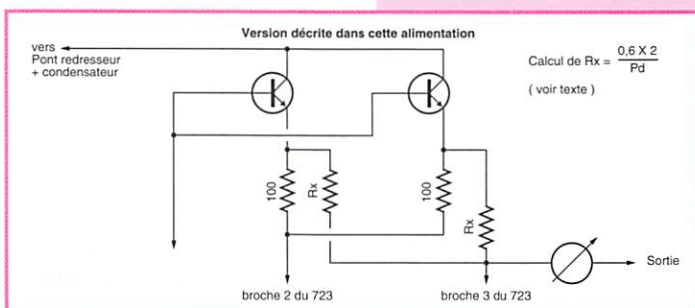 Version décrite dans cette alimentation
vers
Pont redresseur
+ condensateur
Calcul de Rx = 0,6 X 2
Pd
( voir texte )
100
Rx
100
Rx
Sortie
broche 2 du 723
broche 3 du 723